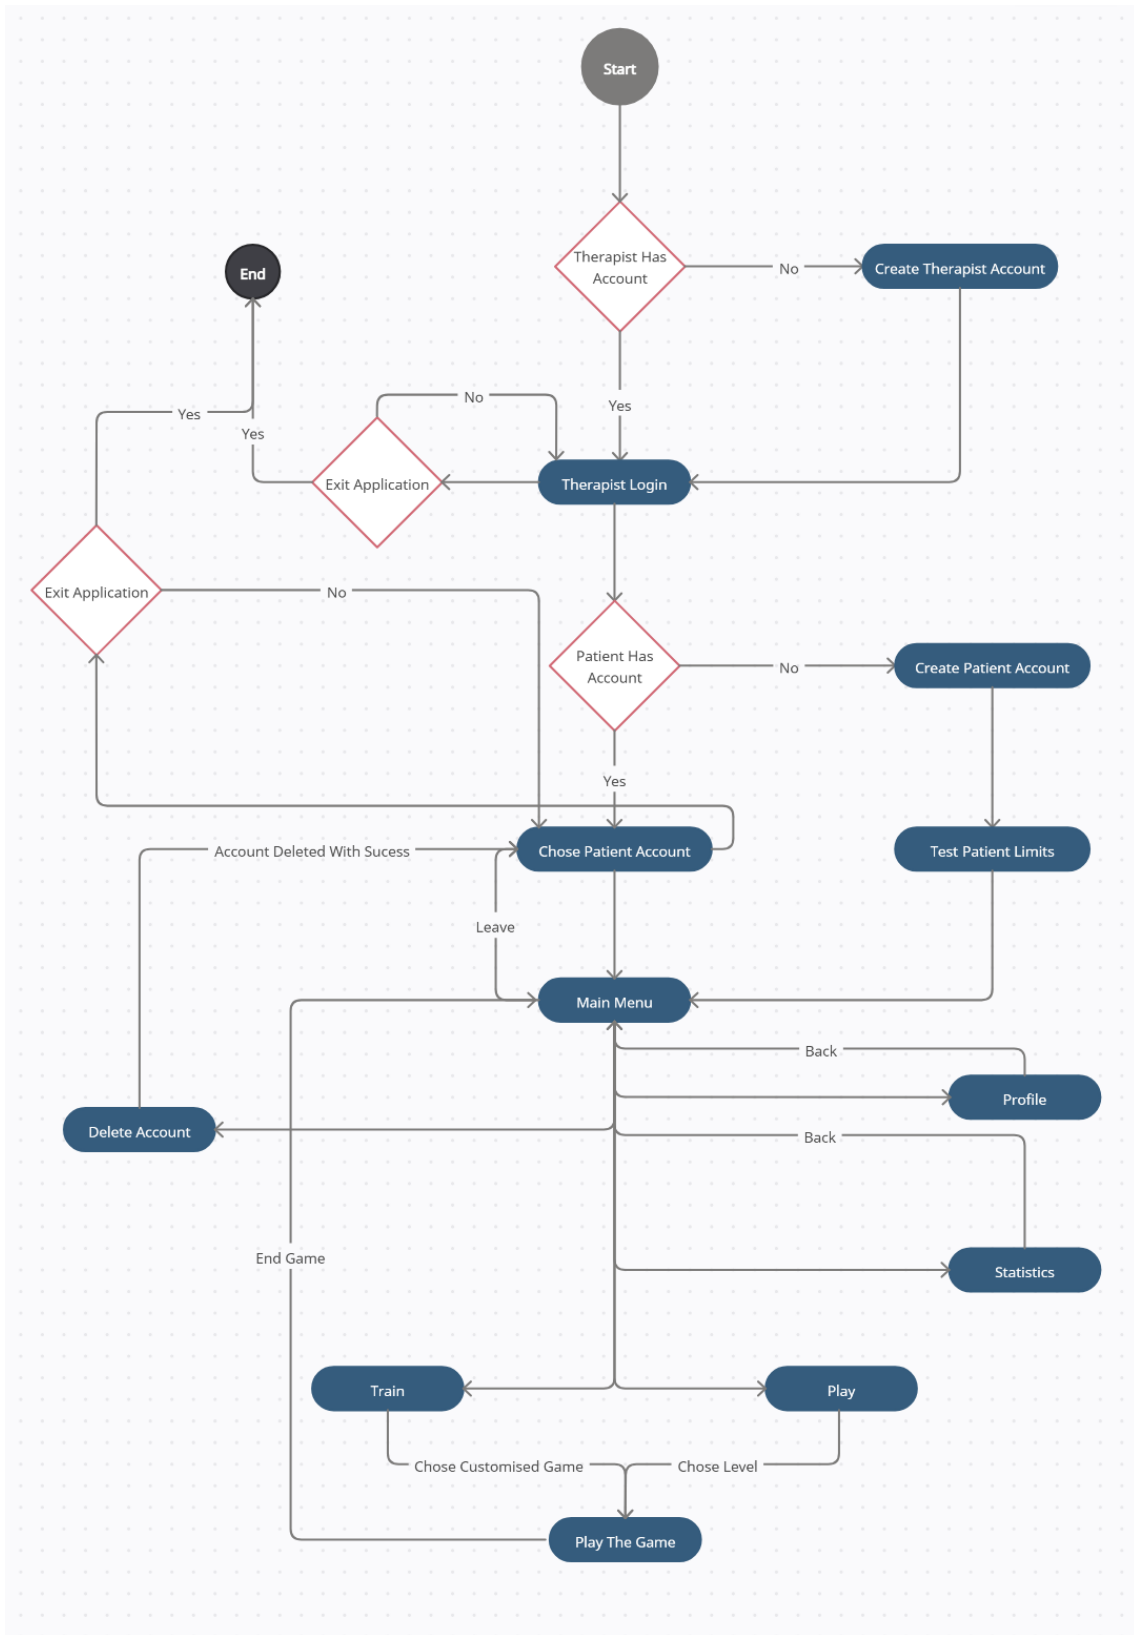 Start
Therapist Has
Account
No
Create Therapist Account
End
Yes
No
Yes
Yes
Exit Application
Therapist Login
Exit Application
No
Patient Has
Account
No
Create Patient Account
Yes
Account Deleted With Sucess
Chose Patient Account
Test Patient Limits
Leave
Main Menu
Back
Profile
Delete Account
Back
End Game
Statistics
Train
Play
Chose Customised Game
Chose Level
Play The Game